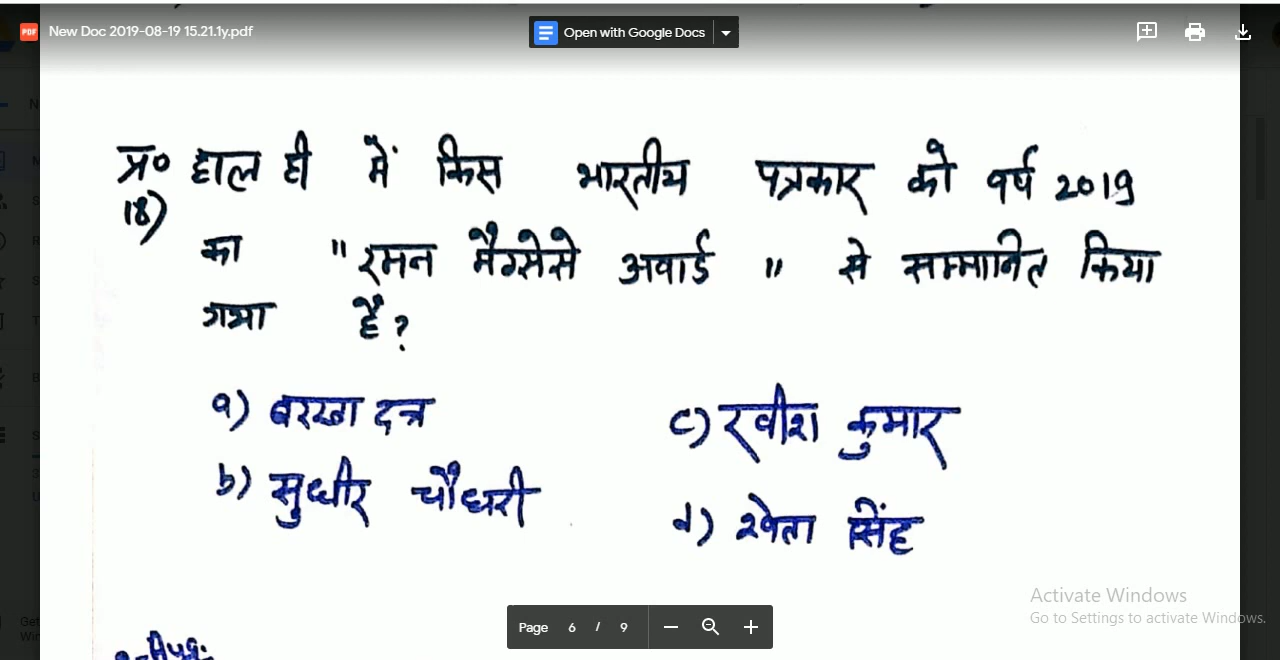 PDF New Doc 2019-08-19 15.21.1y.pdf
Open with Google Docs
प्र० हाल ही में किस भारतीय पत्रकार को वर्ष 2019
18)
का "रमन मैग्सेसे अवार्ड" से सम्मानित किया
गया है?
a) बरखा दत्त
c) रवीश कुमार
b) सुधीर चौधरी
d) श्वेता सिंह
Activate Windows
Go to Settings to activate Windows.
Page 6 / 9